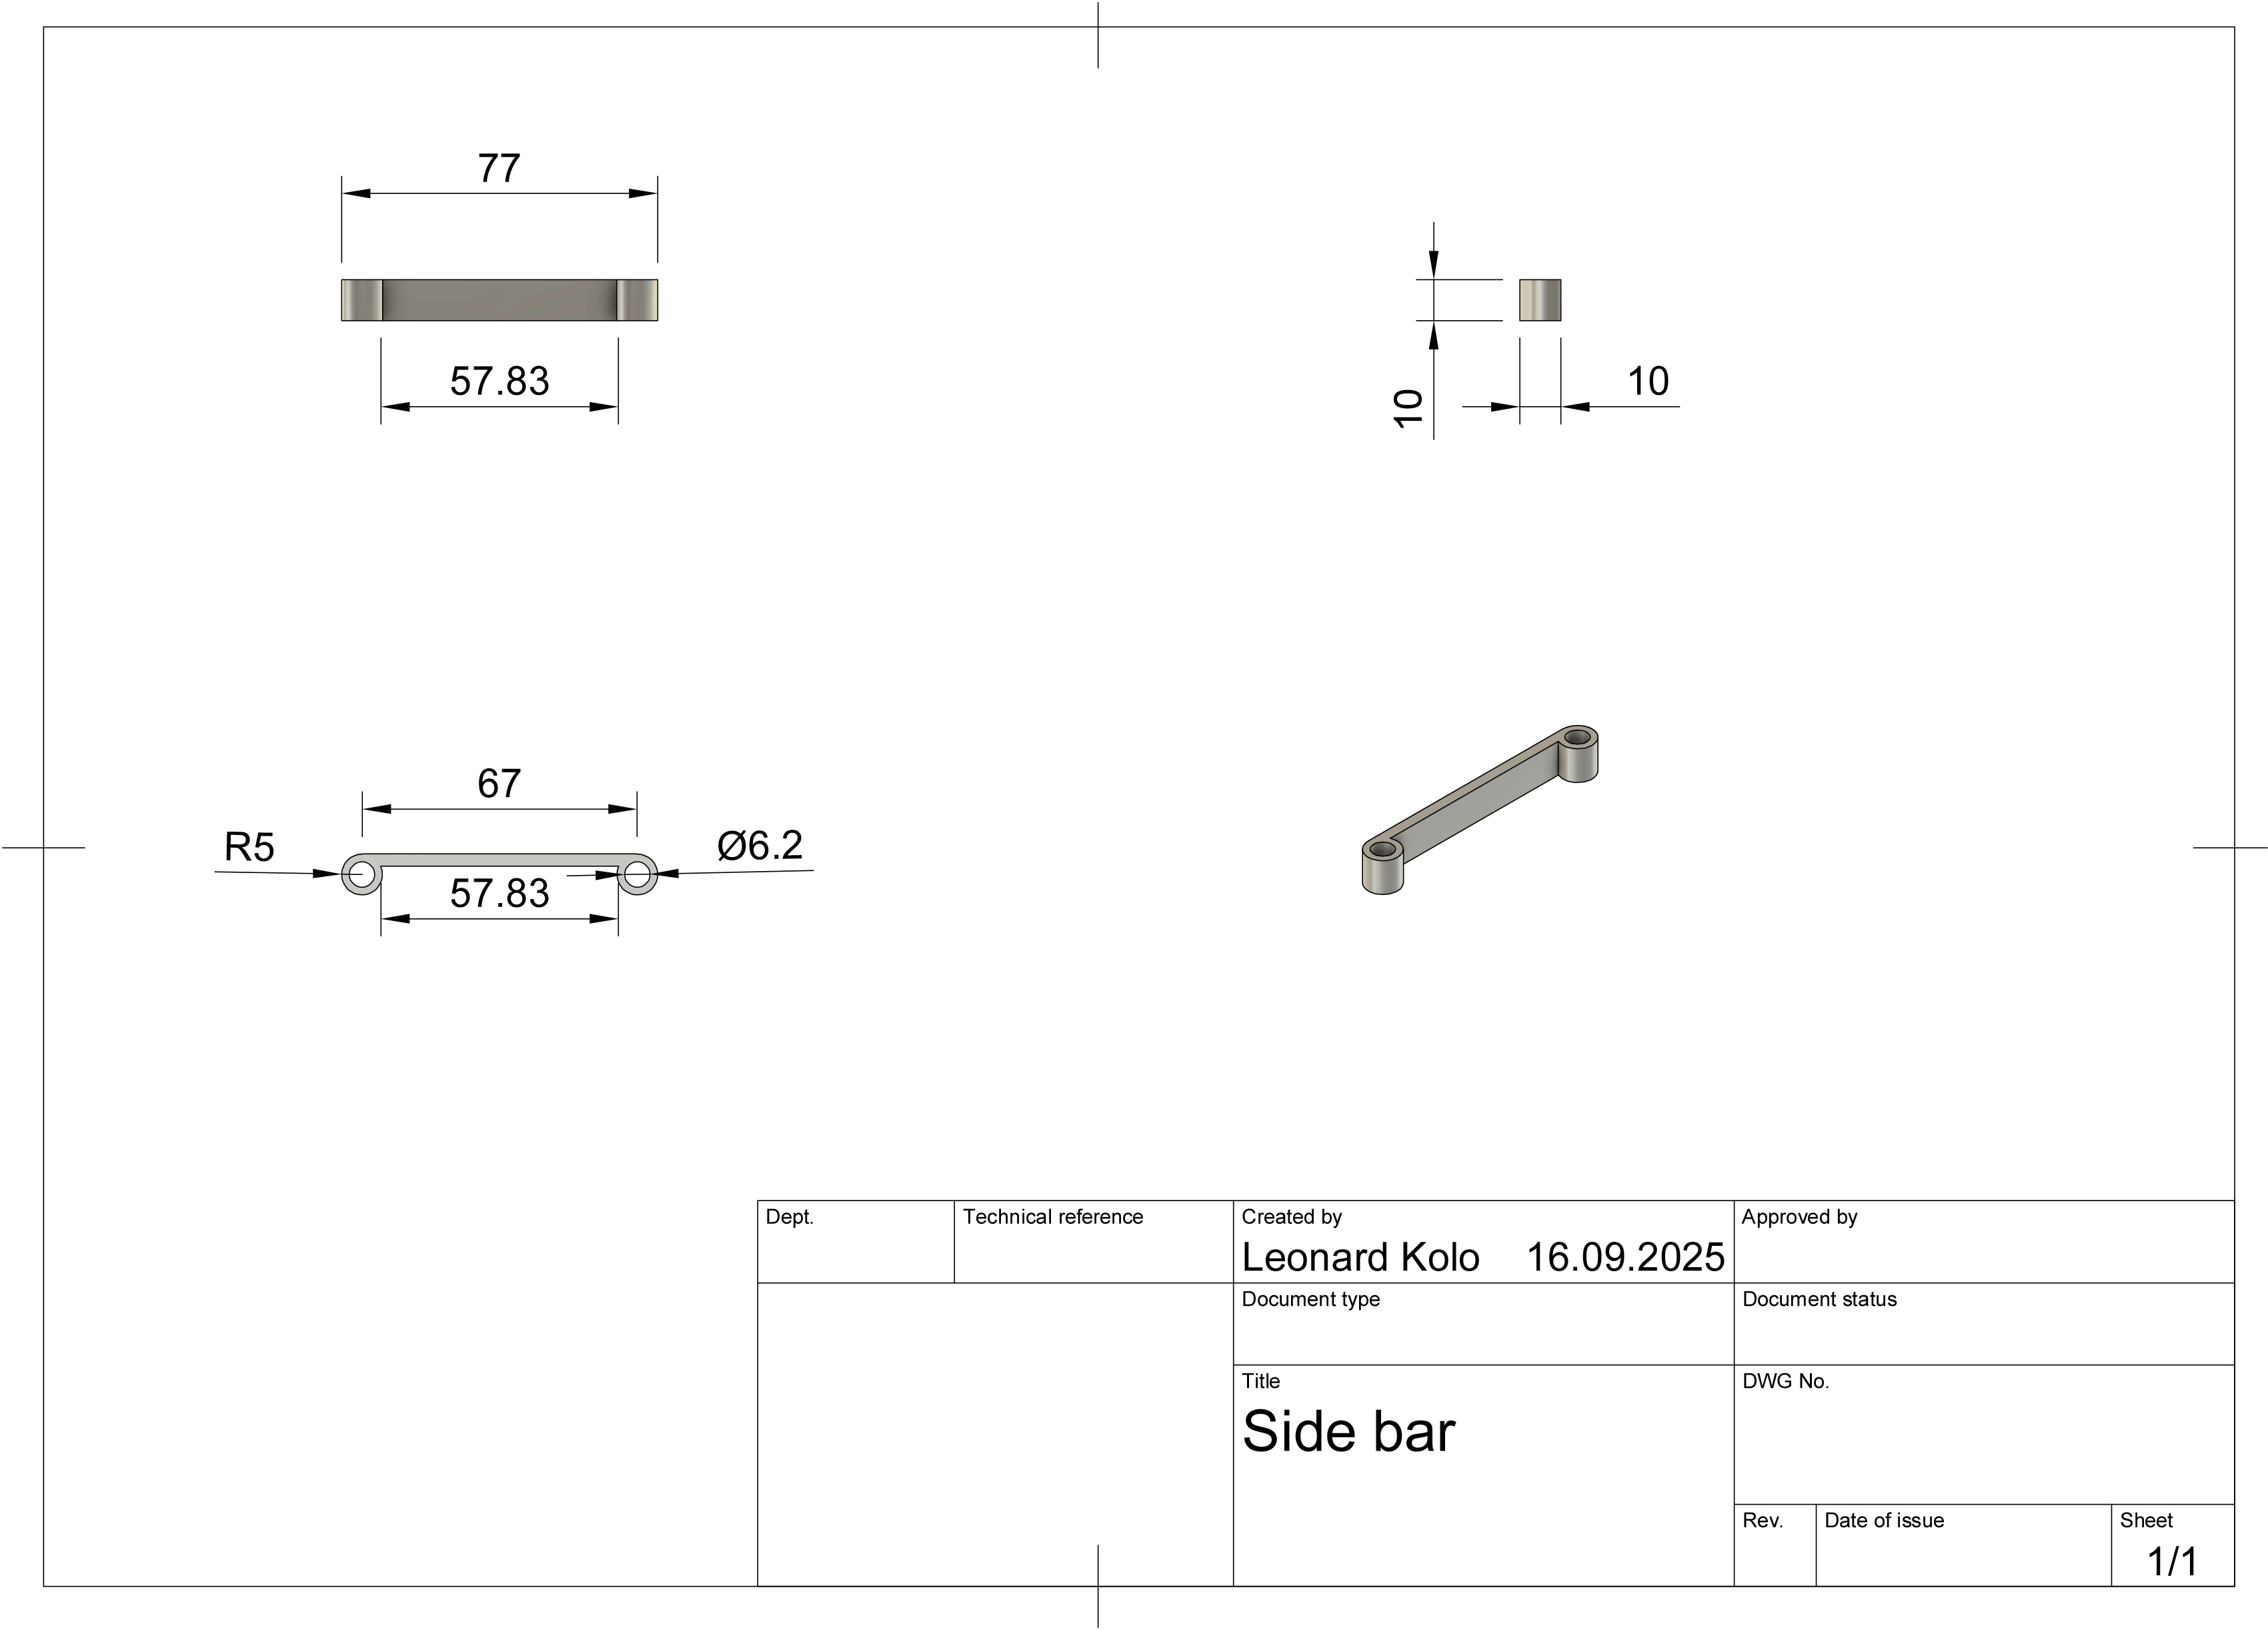 77
57.83
10
10
67
R5
Ø6.2
57.83
Dept.
Technical reference
Created by
Approved by
Leonard Kolo 16.09.2025
Document type
Document status
Title
DWG No.
Side bar
Rev.
Date of issue
Sheet
1/1